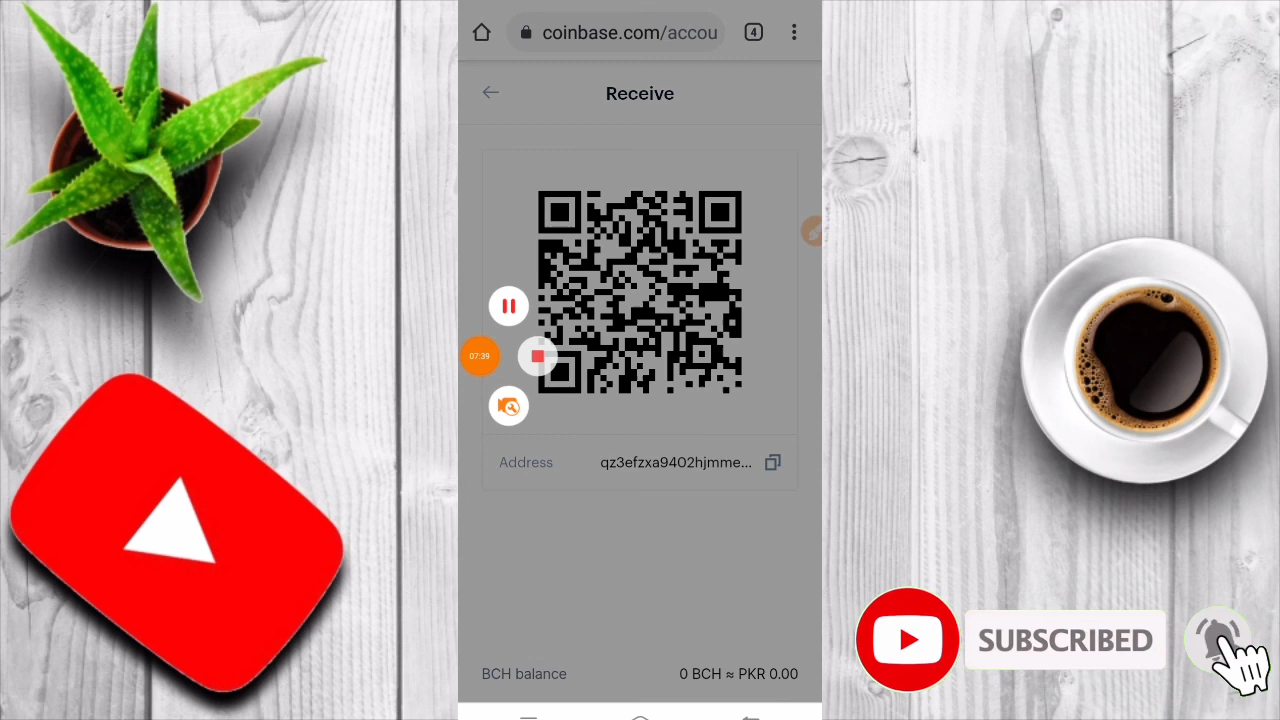 coinbase.com/accou
4
Receive
07:39
Address qz3efzxa9402hjmme...
SUBSCRIBED
BCH balance 0 BCH ≈ PKR 0.00